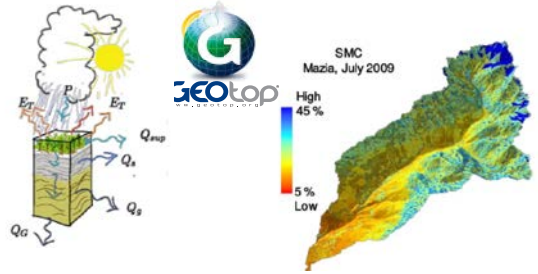 P
E_T
E_T
Q_sup
Q_s
Q_g
Q_G
G
GEOtop
www.geotop.org
SMC
Mazia, July 2009
High
45 %
5 %
Low